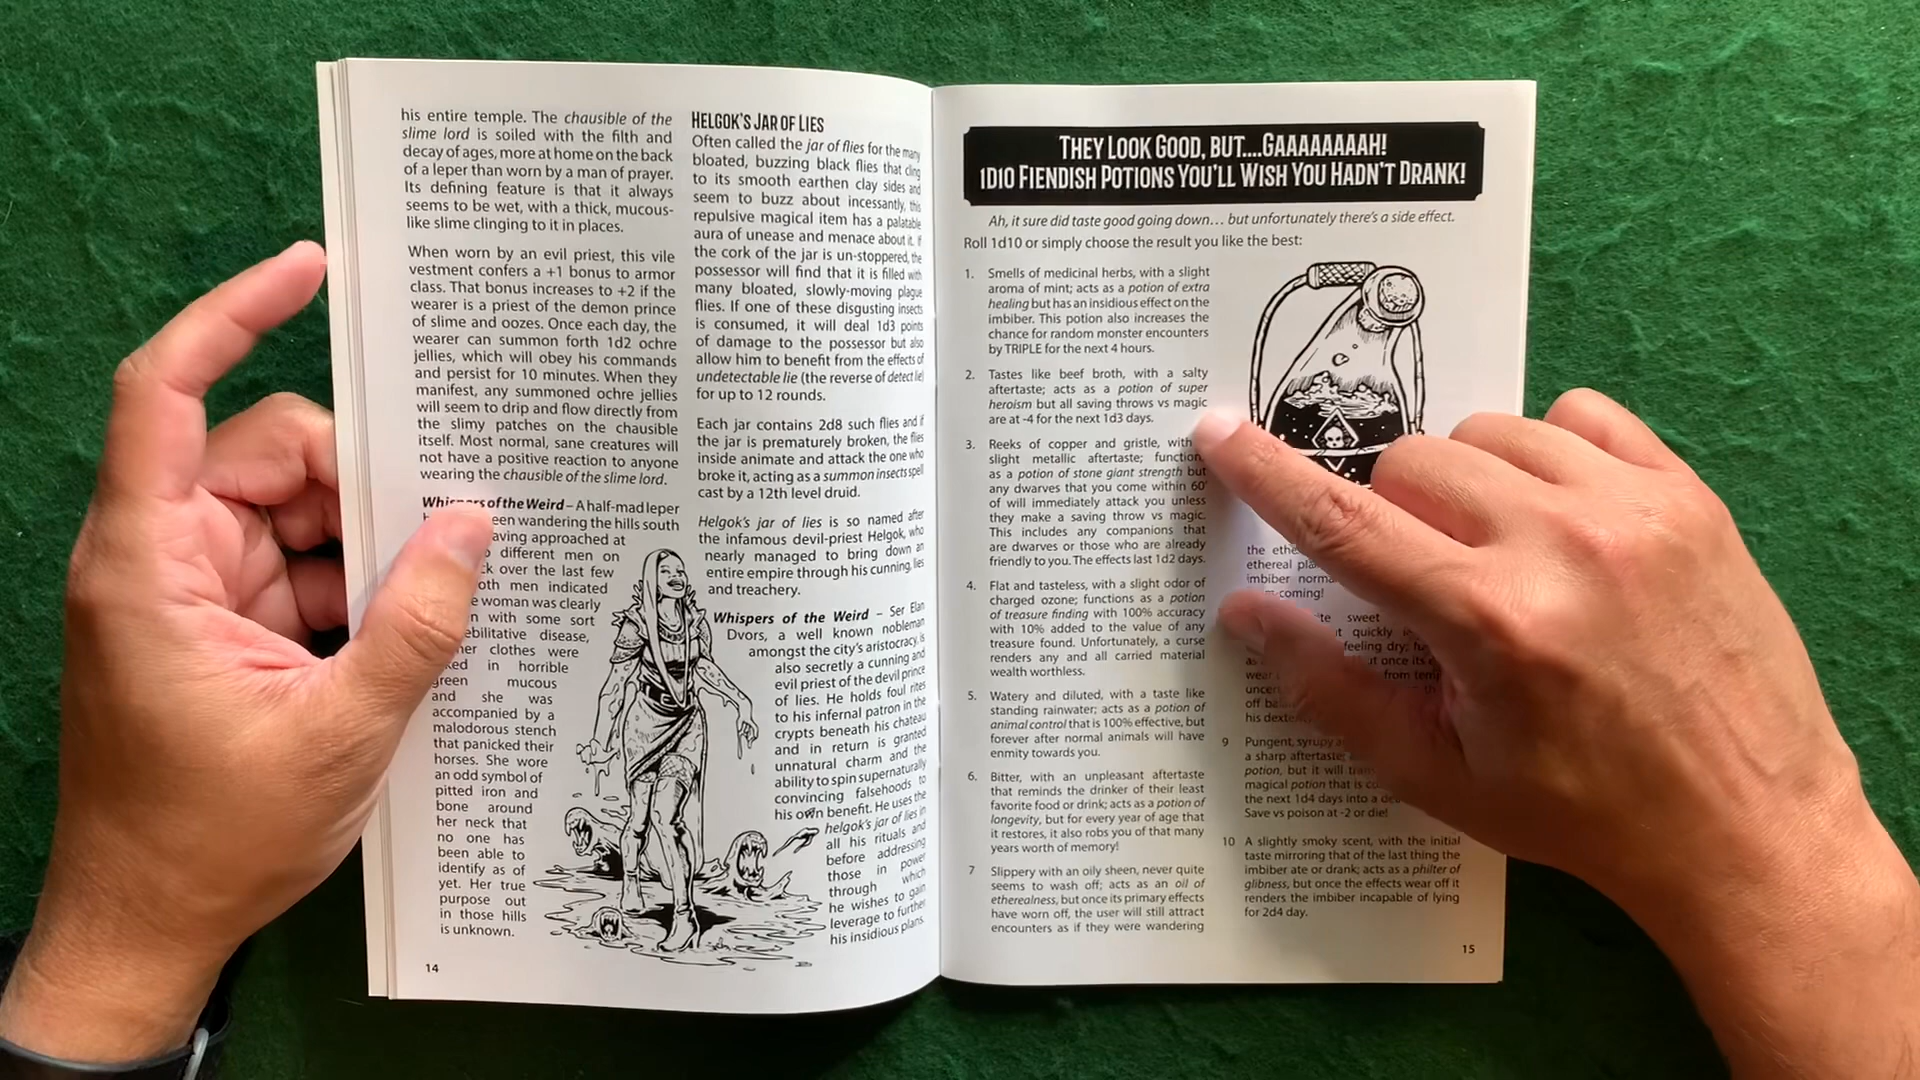 his entire temple. The chausible of the
slime lord is soiled with the filth and
decay of ages, more at home on the back
of a leper than worn by a man of prayer.
Its defining feature is that it always
seems to be wet, with a thick, mucous-
like slime clinging to it in places.
When worn by an evil priest, this vile
vestment confers a +1 bonus to armor
class. That bonus increases to +2 if the
wearer is a priest of the demon prince
of slime and oozes. Once each day, the
wearer can summon forth 1d2 ochre
jellies, which will obey his commands
and persist for 10 minutes. When they
manifest, any summoned ochre jellies
will seem to drip and flow directly from
the slimy patches on the chausible
itself. Most normal, sane creatures will
not have a positive reaction to anyone
wearing the chausible of the slime lord.
Whispers of the Weird – A half-mad leper
een wandering the hills south
aving approached at
different men on
ck over the last few
oth men indicated
woman was clearly
n with some sort
ebilitative disease,
her clothes were
ked in horrible
green mucous
and she was
accompanied by a
malodorous stench
that panicked their
horses. She wore
an odd symbol of
pitted iron and
bone around
her neck that
no one has
been able to
identify as of
yet. Her true
purpose out
in those hills
is unknown.
14
HELGOK'S JAR OF LIES
Often called the jar of flies for the many
bloated, buzzing black flies that cling
to its smooth earthen clay sides and
seem to buzz about incessantly, this
repulsive magical item has a palatable
aura of unease and menace about it. If
the cork of the jar is un-stoppered, the
possessor will find that it is filled with
many bloated, slowly-moving plague
flies. If one of these disgusting insects
is consumed, it will deal 1d3 points
of damage to the possessor but also
allow him to benefit from the effects of
undetectable lie (the reverse of detect lie)
for up to 12 rounds.
Each jar contains 2d8 such flies and if
the jar is prematurely broken, the flies
inside animate and attack the one who
broke it, acting as a summon insects spell
cast by a 12th level druid.
Helgok's jar of lies is so named after
the infamous devil-priest Helgok, who
nearly managed to bring down an
entire empire through his cunning, lies
and treachery.
Whispers of the Weird – Ser Elan
Dvors, a well known nobleman
amongst the city's aristocracy, is
also secretly a cunning and
evil priest of the devil prince
of lies. He holds foul rites
to his infernal patron in the
crypts beneath his chateau
and in return is granted
unnatural charm and the
ability to spin supernaturally
convincing falsehoods to
his own benefit. He uses the
helgok's jar of lies in
all his rituals and
before addressing
those in power
through which
he wishes to gain
leverage to further
his insidious plans.
THEY LOOK GOOD, BUT....GAAAAAAAAH!
1D10 FIENDISH POTIONS YOU'LL WISH YOU HADN'T DRANK!
Ah, it sure did taste good going down… but unfortunately there's a side effect.
Roll 1d10 or simply choose the result you like the best:
1. Smells of medicinal herbs, with a slight
aroma of mint; acts as a potion of extra
healing but has an insidious effect on the
imbiber. This potion also increases the
chance for random monster encounters
by TRIPLE for the next 4 hours.
2. Tastes like beef broth, with a salty
aftertaste; acts as a potion of super
heroism but all saving throws vs magic
are at -4 for the next 1d3 days.
3. Reeks of copper and gristle, with
slight metallic aftertaste; function
as a potion of stone giant strength but
any dwarves that you come within 60'
of will immediately attack you unless
they make a saving throw vs magic.
This includes any companions that
are dwarves or those who are already
friendly to you. The effects last 1d2 days.
4. Flat and tasteless, with a slight odor of
charged ozone; functions as a potion
of treasure finding with 100% accuracy
with 10% added to the value of any
treasure found. Unfortunately, a curse
renders any and all carried material
wealth worthless.
5. Watery and diluted, with a taste like
standing rainwater; acts as a potion of
animal control that is 100% effective, but
forever after normal animals will have
enmity towards you.
6. Bitter, with an unpleasant aftertaste
that reminds the drinker of their least
favorite food or drink; acts as a potion of
longevity, but for every year of age that
it restores, it also robs you of that many
years worth of memory!
7 Slippery with an oily sheen, never quite
seems to wash off; acts as an oil of
etherealness, but once its primary effects
have worn off, the user will still attract
encounters as if they were wandering
the ethe
ethereal pla
imbiber norma
coming!
sweet
quickly
feeling dry;
once its
wear from
uncer
off ba
his dexte
9 Pungent, syrupy a
a sharp aftertaste;
potion, but it will
magical potion that is
the next 1d4 days into a
Save vs poison at -2 or die!
10 A slightly smoky scent, with the initial
taste mirroring that of the last thing the
imbiber ate or drank; acts as a philter of
glibness, but once the effects wear off it
renders the imbiber incapable of lying
for 2d4 day.
15